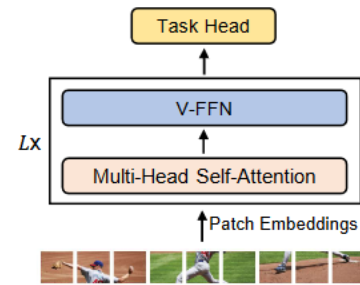 Task Head
V-FFN
Lx
Multi-Head Self-Attention
Patch Embeddings